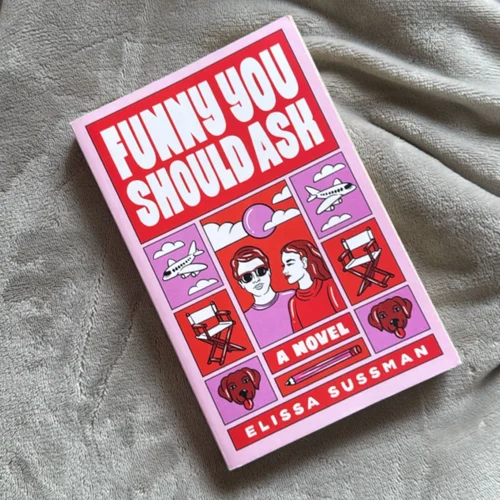 FUNNY YOU
SHOULD ASK
A NOVEL
ELISSA SUSSMAN